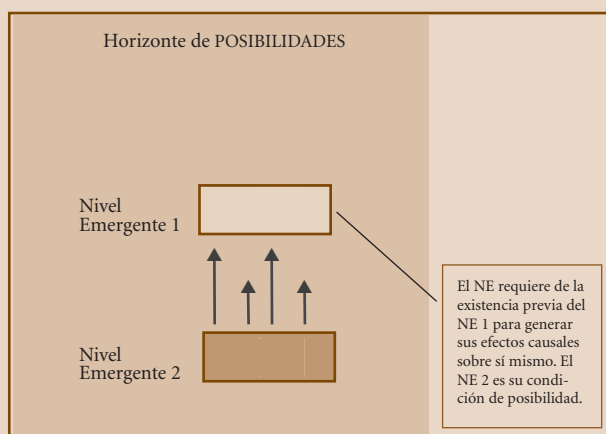 Horizonte de POSIBILIDADES
Nivel
Emergente 1
El NE requiere de la
existencia previa del
NE 1 para generar
sus efectos causales
sobre sí mismo. El
NE 2 es su condi-
ción de posibilidad.
Nivel
Emergente 2